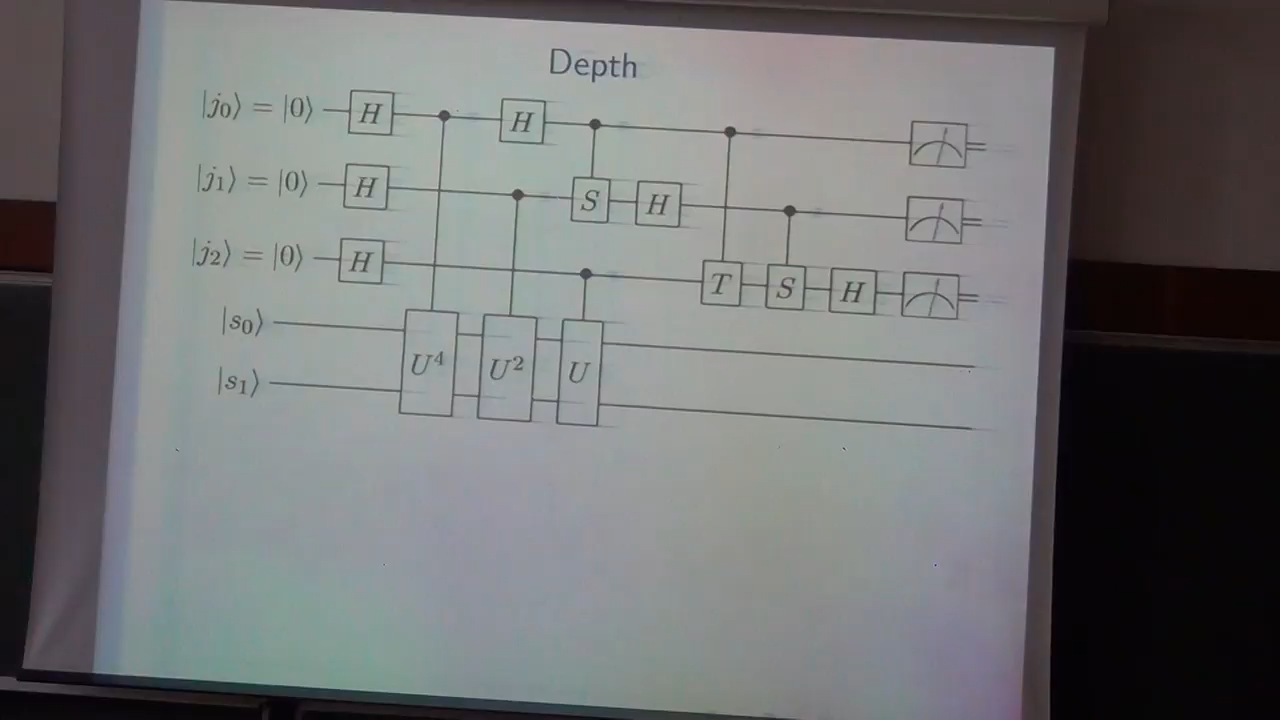 Depth
|j₀⟩ = |0⟩ H H
|j₁⟩ = |0⟩ H S H
|j₂⟩ = |0⟩ H T S H
|s₀⟩
|s₁⟩
U⁴ U² U